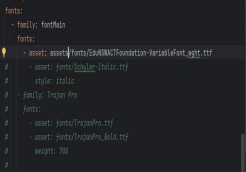 fonts:
- family: fontMain
fonts:
- asset: assets/fonts/EduNSWACTFoundation-VariableFont_wght.ttf
# - asset: fonts/Schyler-Italic.ttf
# style: italic
# - family: Trajan Pro
# fonts:
# - asset: fonts/TrajanPro.ttf
# - asset: fonts/TrajanPro_Bold.ttf
# weight: 700
#